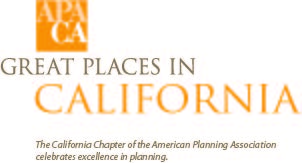 APA
CA
GREAT PLACES IN
CALIFORNIA
The California Chapter of the American Planning Association
celebrates excellence in planning.